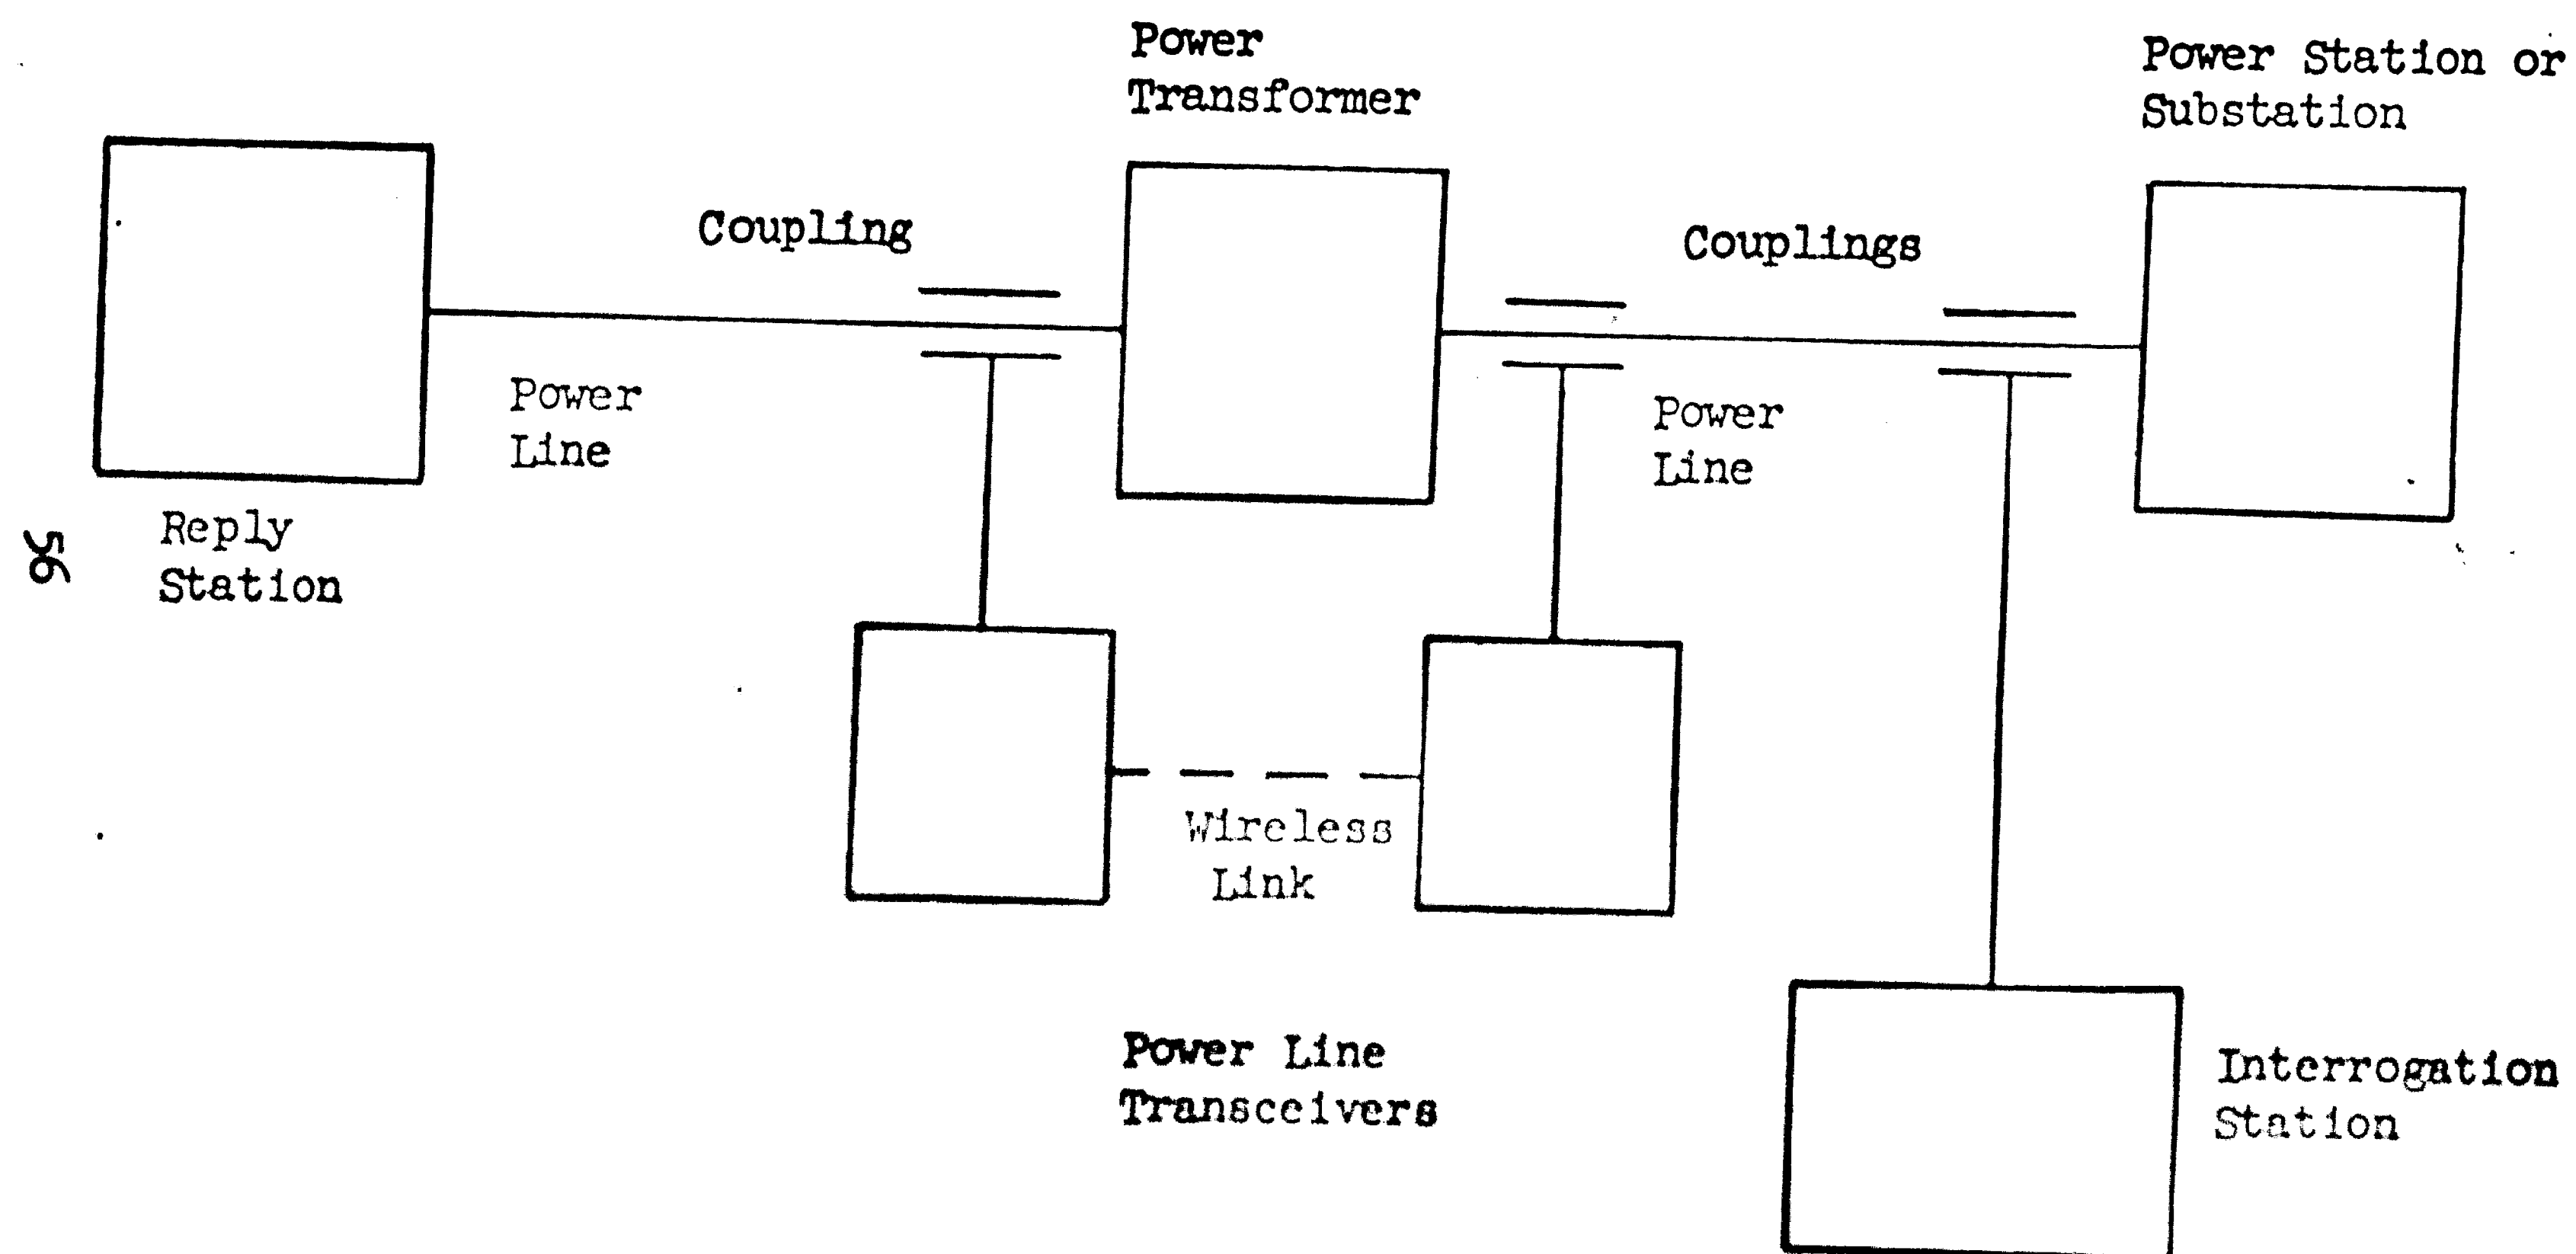 Power
Transformer
Power Station or
Substation
Coupling
Couplings
Power
Line
Power
Line
Reply
Station
56
Wireless
Link
Power Line
Transceivers
Interrogation
Station